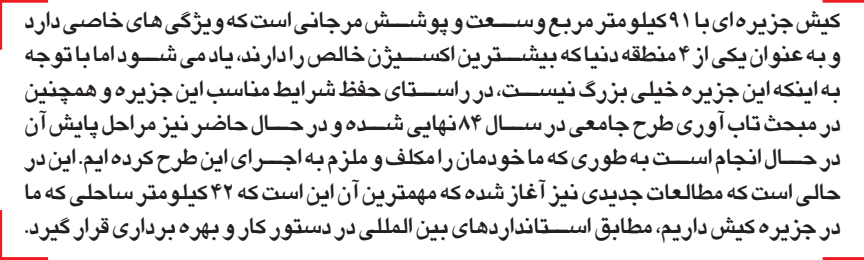 کیش جزیره ای با ۹۱ کیلومتر مربع وسعت و پوشش مرجانی است که ویژگی های خاصی دارد
و به عنوان یکی از ۴ منطقه دنیا که بیشترین اکسیژن خالص را دارند، یاد می شود اما با توجه
به اینکه این جزیره خیلی بزرگ نیست، در راستای حفظ شرایط مناسب این جزیره و همچنین
در مبحث تاب آوری طرح جامعی در سال ۸۴ نهایی شده و در حال حاضر نیز مراحل پایش آن
در حال انجام است به طوری که ما خودمان را مکلف و ملزم به اجرای این طرح کرده ایم. این در
حالی است که مطالعات جدیدی نیز آغاز شده که مهمترین آن این است که ۴۲ کیلومتر ساحلی که ما
در جزیره کیش داریم، مطابق استانداردهای بین المللی در دستور کار و بهره برداری قرار گیرد.